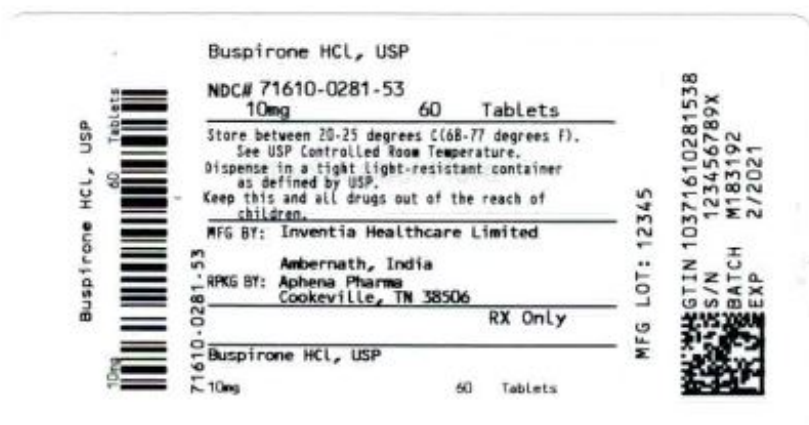 Buspirone HCl, USP
NDC# 71610-0281-53
10mg 60 Tablets
Store between 20-25 degrees C(68-77 degrees F).
See USP Controlled Room Temperature.
Dispense in a tight light-resistant container
as defined by USP.
Keep this and all drugs out of the reach of
children.
MFG BY: Inventia Healthcare Limited
Ambernath, India
RPKG BY: Aphena Pharma
Cookeville, TN 38506
RX Only
Buspirone HCl, USP
10mg 60 Tablets
Buspirone HCl, USP
10mg 60 Tablets
71610-0281-53
MFG LOT: 12345
GTIN 10371610281538
S/N 123456789X
BATCH M183192
EXP 2/2021